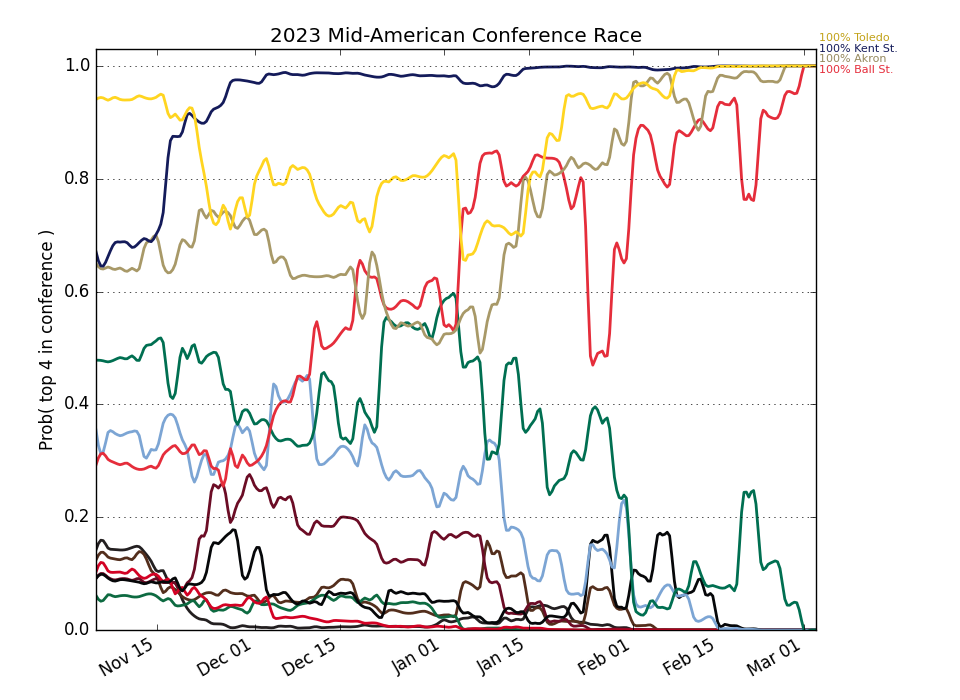 2023 Mid-American Conference Race
100% Toledo
100% Kent St.
100% Akron
100% Ball St.
Prob( top 4 in conference )
1.0
0.8
0.6
0.4
0.2
0.0
Nov 15
Dec 01
Dec 15
Jan 01
Jan 15
Feb 01
Feb 15
Mar 01